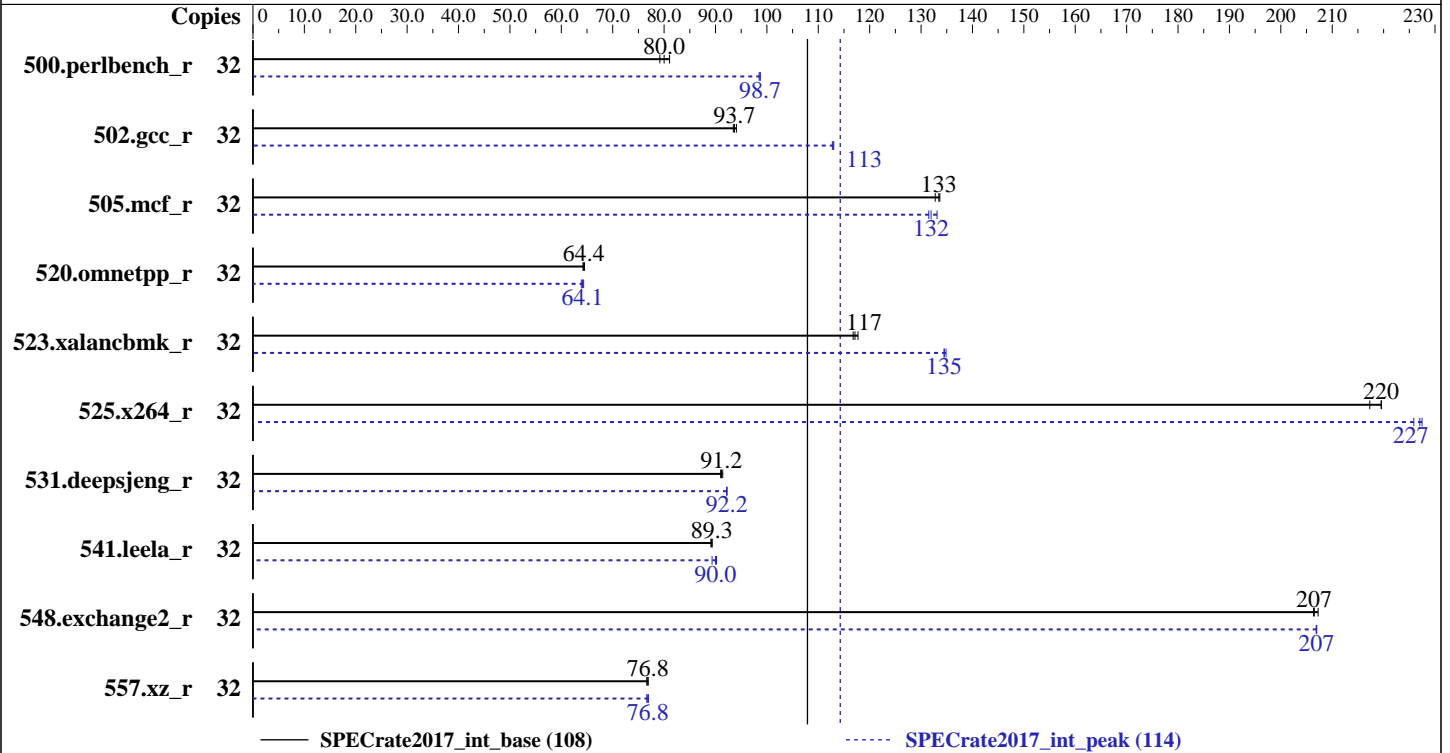 Copies 0 10.0 20.0 30.0 40.0 50.0 60.0 70.0 80.0 90.0 100 110 120 130 140 150 160 170 180 190 200 210 230
80.0
500.perlbench_r 32
98.7
93.7
502.gcc_r 32
113
133
505.mcf_r 32
132
64.4
520.omnetpp_r 32
64.1
117
523.xalancbmk_r 32
135
220
525.x264_r 32
227
91.2
531.deepsjeng_r 32
92.2
89.3
541.leela_r 32
90.0
207
548.exchange2_r 32
207
76.8
557.xz_r 32
76.8
SPECrate2017_int_base (108) SPECrate2017_int_peak (114)